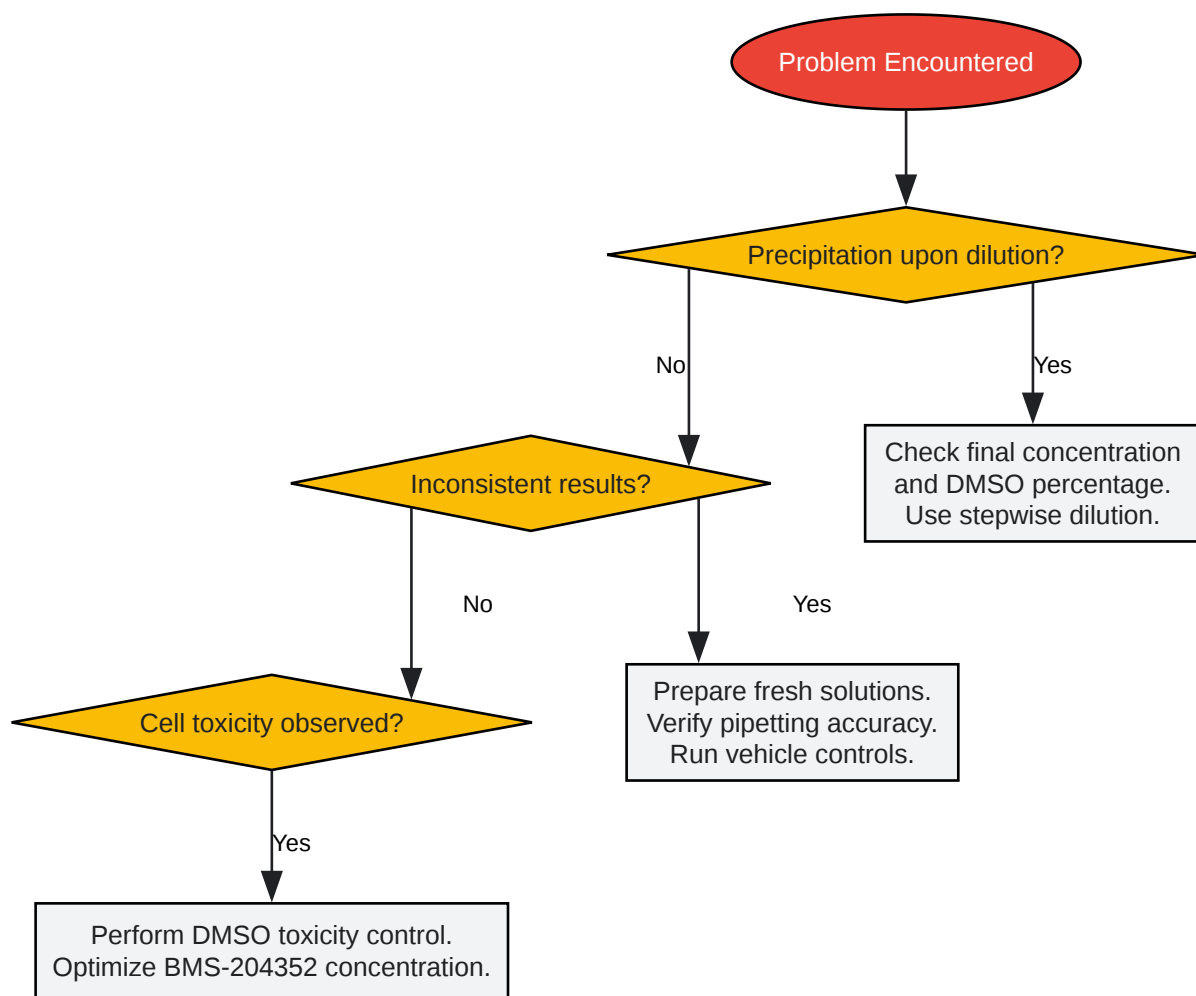 Problem Encountered
Precipitation upon dilution?
No
Yes
Check final concentration
and DMSO percentage.
Use stepwise dilution.
Inconsistent results?
No
Yes
Prepare fresh solutions.
Verify pipetting accuracy.
Run vehicle controls.
Cell toxicity observed?
Yes
Perform DMSO toxicity control.
Optimize BMS-204352 concentration.